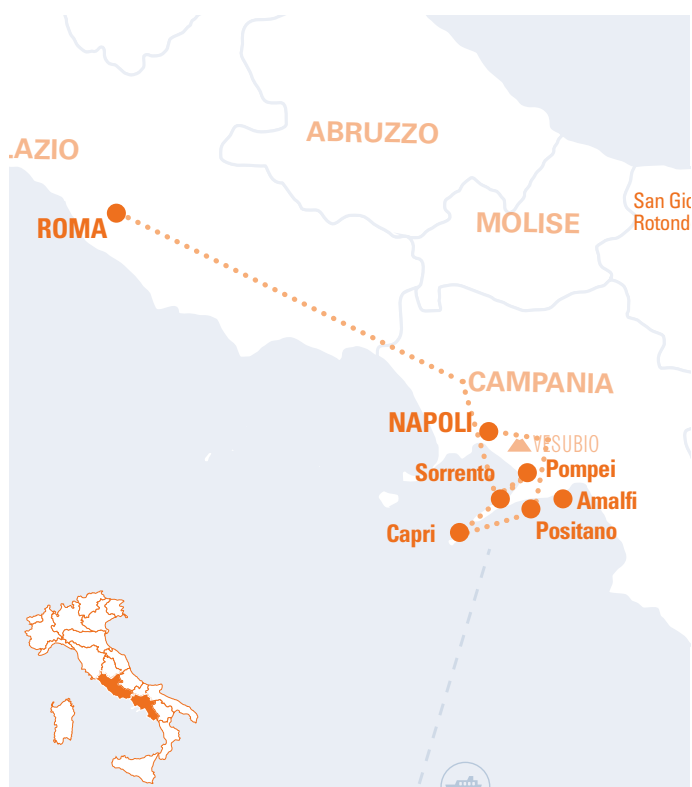 ABRUZZO
.AZIO
San Gio
Rotond
ROMA
MOLISE
CAMPANIA
NAPOLI
VESUBIO
Sorrento
Pompei
Amalfi
Capri
Positano